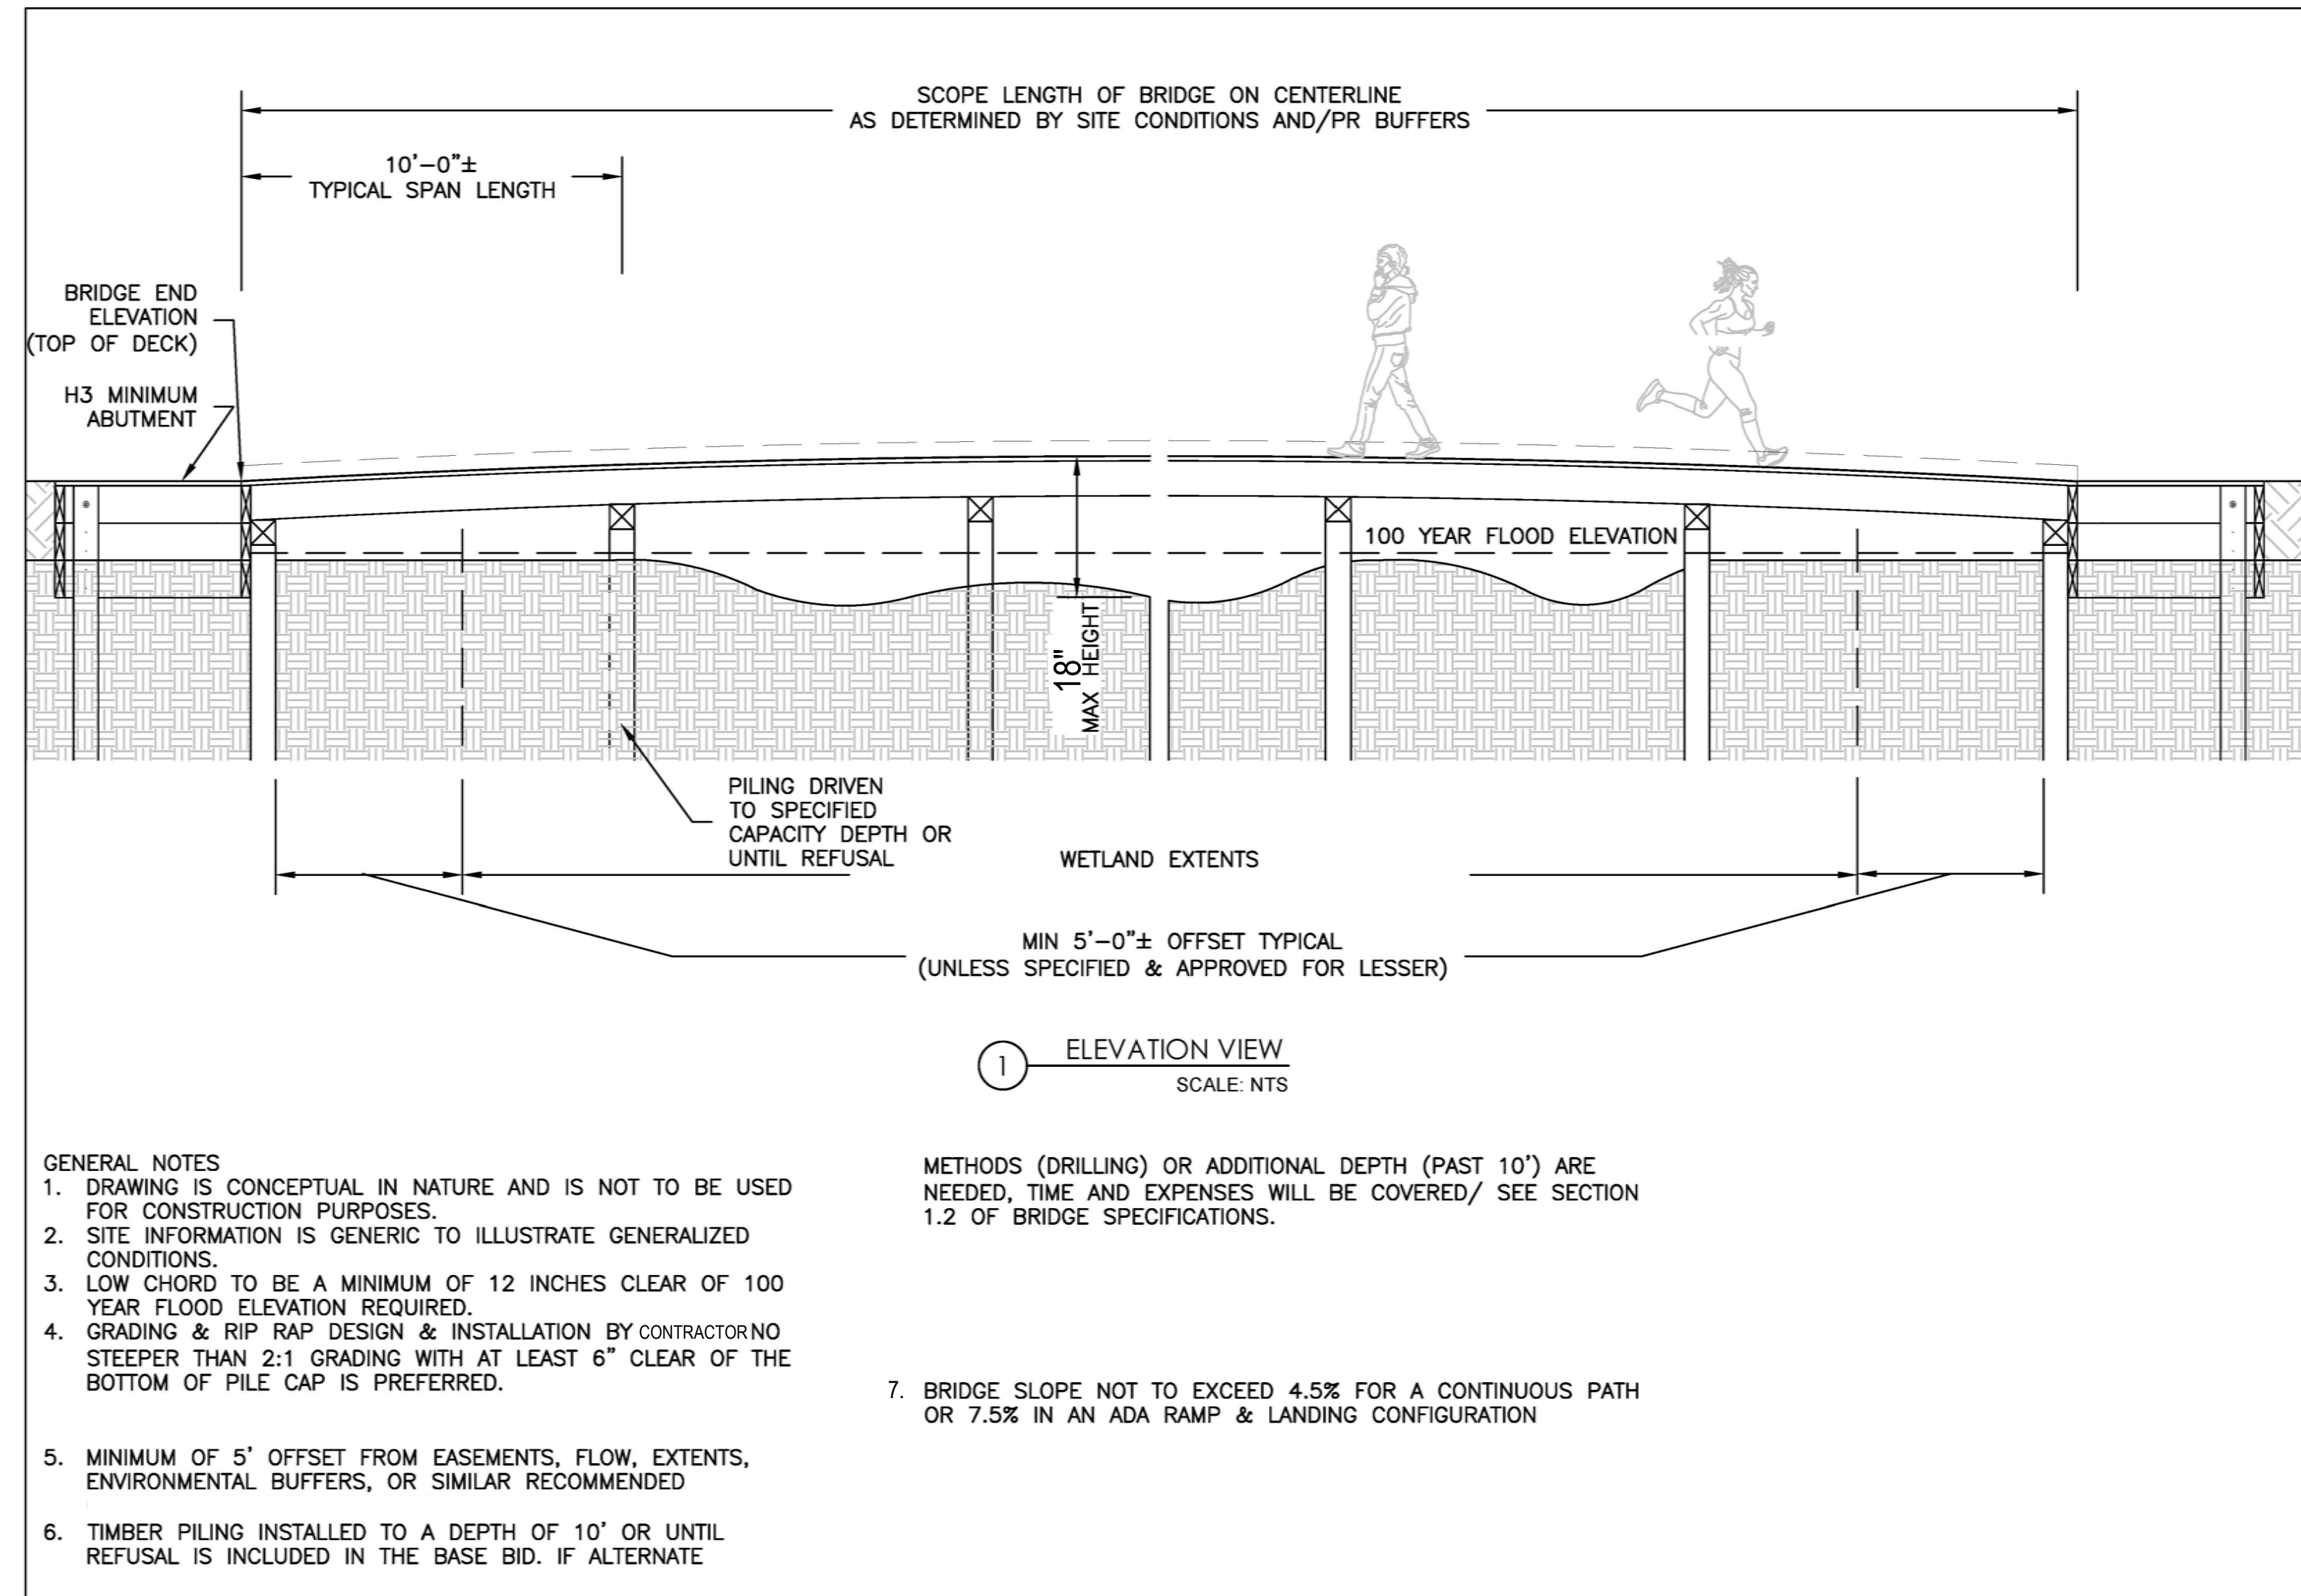 SCOPE LENGTH OF BRIDGE ON CENTERLINE
AS DETERMINED BY SITE CONDITIONS AND/PR BUFFERS
10'-0"±
TYPICAL SPAN LENGTH
BRIDGE END
ELEVATION
(TOP OF DECK)
H3 MINIMUM
ABUTMENT
100 YEAR FLOOD ELEVATION
18"
MAX HEIGHT
PILING DRIVEN
TO SPECIFIED
CAPACITY DEPTH OR
UNTIL REFUSAL
WETLAND EXTENTS
MIN 5'-0"± OFFSET TYPICAL
(UNLESS SPECIFIED & APPROVED FOR LESSER)
1
ELEVATION VIEW
SCALE: NTS
GENERAL NOTES
1. DRAWING IS CONCEPTUAL IN NATURE AND IS NOT TO BE USED
FOR CONSTRUCTION PURPOSES.
2. SITE INFORMATION IS GENERIC TO ILLUSTRATE GENERALIZED
CONDITIONS.
3. LOW CHORD TO BE A MINIMUM OF 12 INCHES CLEAR OF 100
YEAR FLOOD ELEVATION REQUIRED.
4. GRADING & RIP RAP DESIGN & INSTALLATION BY CONTRACTOR NO
STEEPER THAN 2:1 GRADING WITH AT LEAST 6" CLEAR OF THE
BOTTOM OF PILE CAP IS PREFERRED.
5. MINIMUM OF 5' OFFSET FROM EASEMENTS, FLOW, EXTENTS,
ENVIRONMENTAL BUFFERS, OR SIMILAR RECOMMENDED
6. TIMBER PILING INSTALLED TO A DEPTH OF 10' OR UNTIL
REFUSAL IS INCLUDED IN THE BASE BID. IF ALTERNATE
METHODS (DRILLING) OR ADDITIONAL DEPTH (PAST 10') ARE
NEEDED, TIME AND EXPENSES WILL BE COVERED/ SEE SECTION
1.2 OF BRIDGE SPECIFICATIONS.
7. BRIDGE SLOPE NOT TO EXCEED 4.5% FOR A CONTINUOUS PATH
OR 7.5% IN AN ADA RAMP & LANDING CONFIGURATION